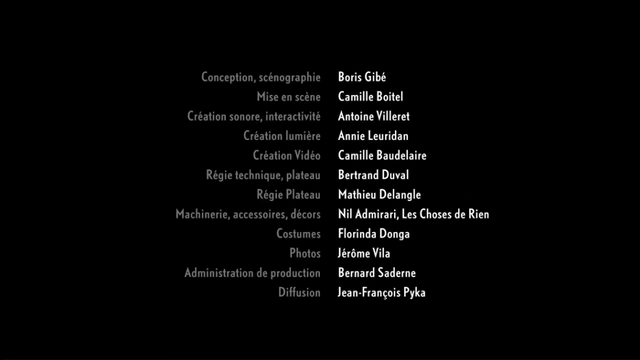 Conception, scénographie Boris Gibé
Mise en scène Camille Boitel
Création sonore, interactivité Antoine Villeret
Création lumière Annie Leuridan
Création Vidéo Camille Baudelaire
Régie technique, plateau Bertrand Duval
Régie Plateau Mathieu Delangle
Machinerie, accessoires, décors Nil Admirari, Les Choses de Rien
Costumes Florinda Donga
Photos Jérôme Vila
Administration de production Bernard Saderne
Diffusion Jean-François Pyka